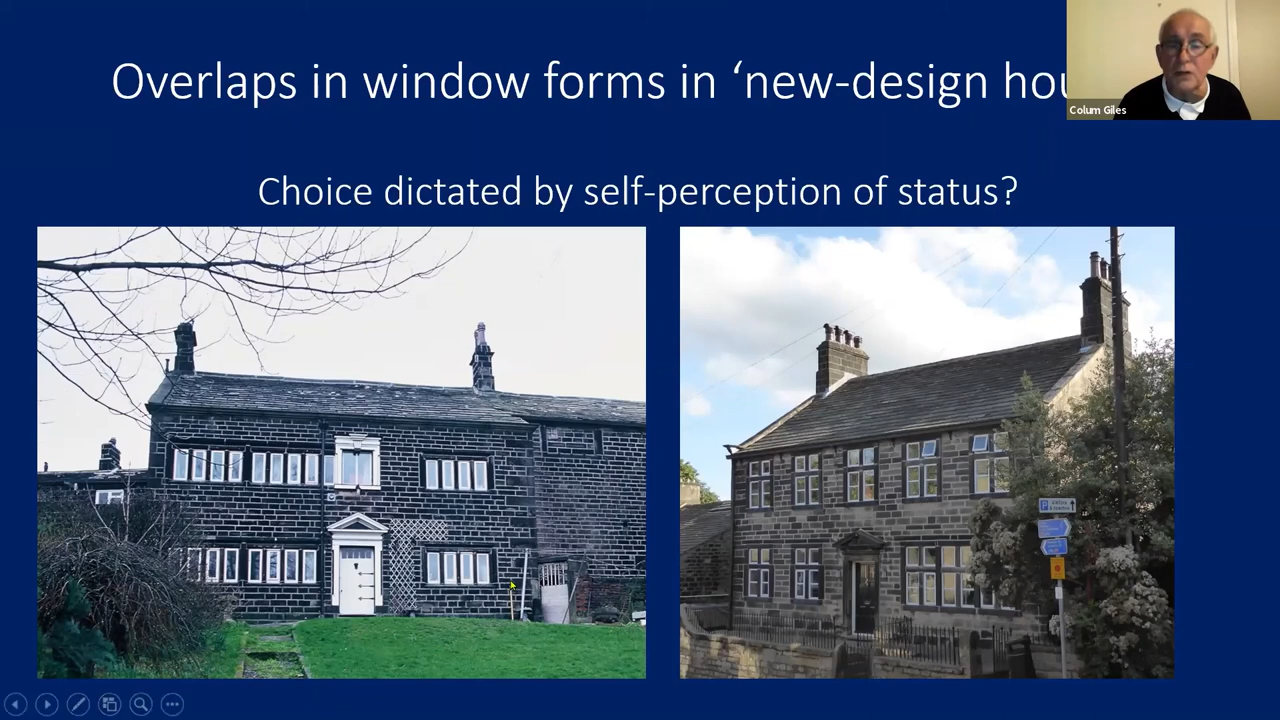 Overlaps in window forms in ‘new-design hou
Colum Giles
Choice dictated by self-perception of status?